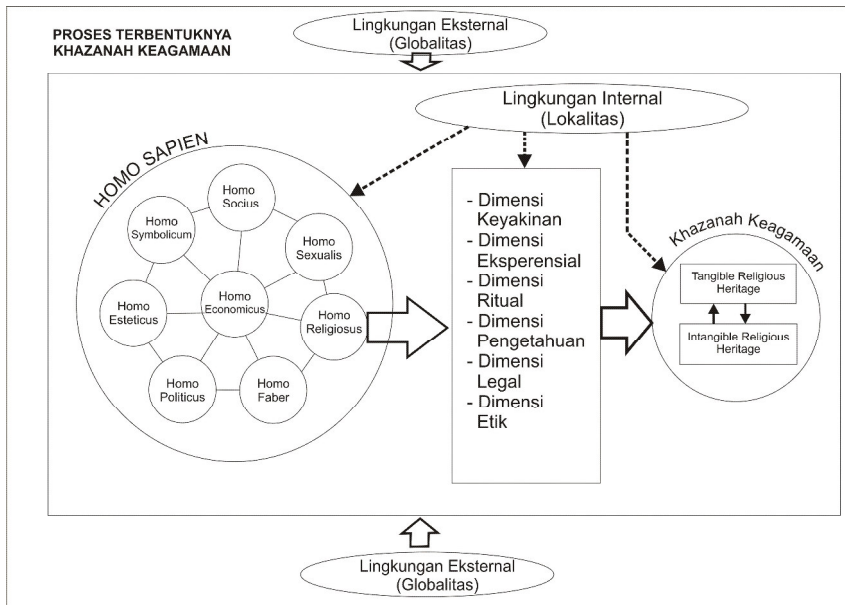 PROSES TERBENTUKNYA
KHAZANAH KEAGAMAAN
Lingkungan Eksternal
(Globalitas)
Lingkungan Internal
(Lokalitas)
HOMO SAPIEN
Homo
Socius
Homo
Symbolicum
Homo
Sexualis
Homo
Economicus
Homo
Esteticus
Homo
Religiosus
Homo
Politicus
Homo
Faber
- Dimensi
Keyakinan
- Dimensi
Eksperensial
- Dimensi
Ritual
- Dimensi
Pengetahuan
- Dimensi
Legal
- Dimensi
Etik
Khazanah Keagamaan
Tangible Religious
Heritage
Intangible Religious
Heritage
Lingkungan Eksternal
(Globalitas)